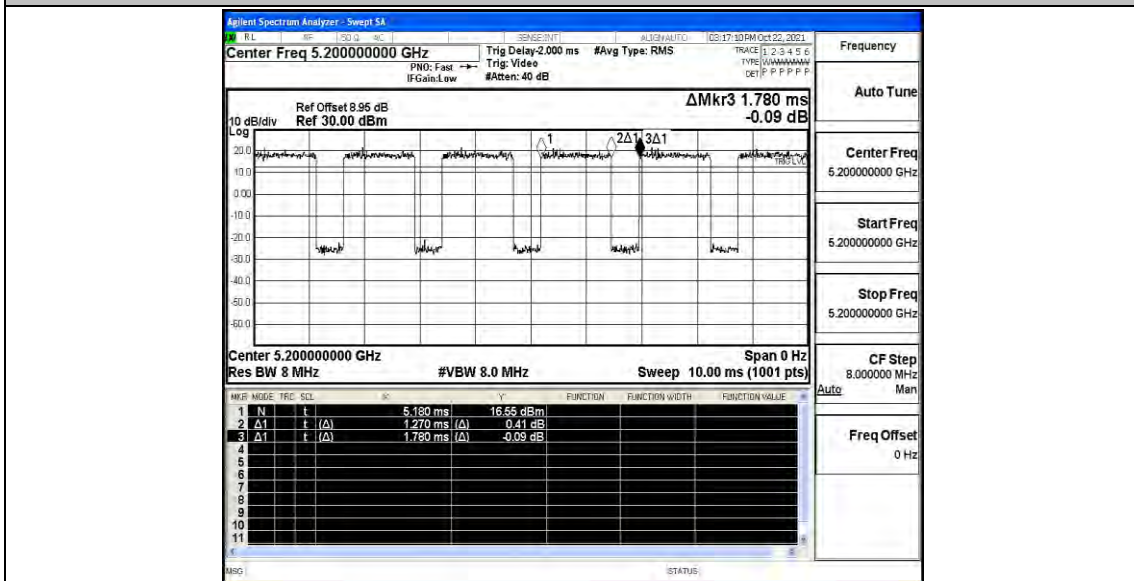 Agilent Spectrum Analyzer - Swept SA
RL RF 50 Ω AC SENSE:INT ALIGN AUTO 03:17:10 PM Oct 22, 2021
Center Freq 5.200000000 GHz
Trig Delay-2.000 ms #Avg Type: RMS
TRACE 1 2 3 4 5 6
PNO: Fast
Trig: Video
TYPE WWWWWW
IFGain:Low
#Atten: 40 dB
DET P P P P P P
Ref Offset 8.95 dB
ΔMkr3 1.780 ms
10 dB/div Ref 30.00 dBm
-0.09 dB
Log
1 2Δ1 3Δ1
20.0
TRIG LVL
10.0
0.00
-10.0
-20.0
-30.0
-40.0
-50.0
-60.0
Center 5.200000000 GHz
Span 0 Hz
Res BW 8 MHz #VBW 8.0 MHz Sweep 10.00 ms (1001 pts)
MKR MODE TRC SCL X Y FUNCTION FUNCTION WIDTH FUNCTION VALUE
1 N t 5.180 ms 16.55 dBm
2 Δ1 t (Δ) 1.270 ms (Δ) 0.41 dB
3 Δ1 t (Δ) 1.780 ms (Δ) -0.09 dB
4
5
6
7
8
9
10
11
MSG STATUS
Frequency
Auto Tune
Center Freq
5.200000000 GHz
Start Freq
5.200000000 GHz
Stop Freq
5.200000000 GHz
CF Step
8.000000 MHz
Auto Man
Freq Offset
0 Hz